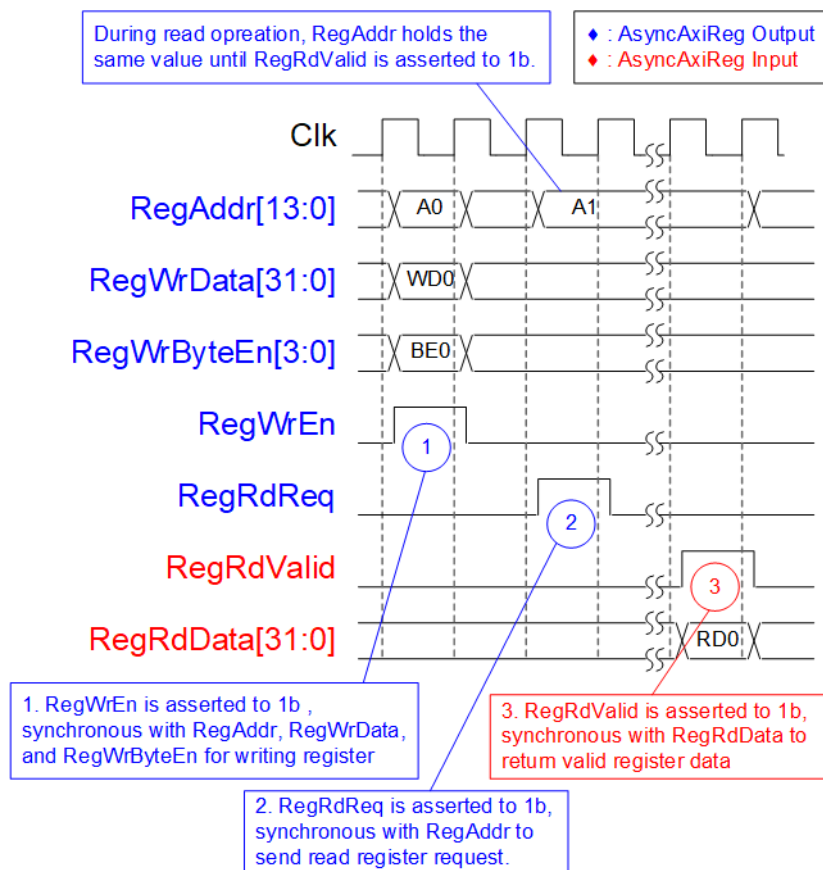 During read opreation, RegAddr holds the
same value until RegRdValid is asserted to 1b.
♦ : AsyncAxiReg Output
♦ : AsyncAxiReg Input
Clk
RegAddr[13:0]
A0
A1
RegWrData[31:0]
WD0
RegWrByteEn[3:0]
BE0
RegWrEn
1
RegRdReq
2
RegRdValid
3
RegRdData[31:0]
RD0
1. RegWrEn is asserted to 1b ,
synchronous with RegAddr, RegWrData,
and RegWrByteEn for writing register
3. RegRdValid is asserted to 1b,
synchronous with RegRdData to
return valid register data
2. RegRdReq is asserted to 1b,
synchronous with RegAddr to
send read register request.